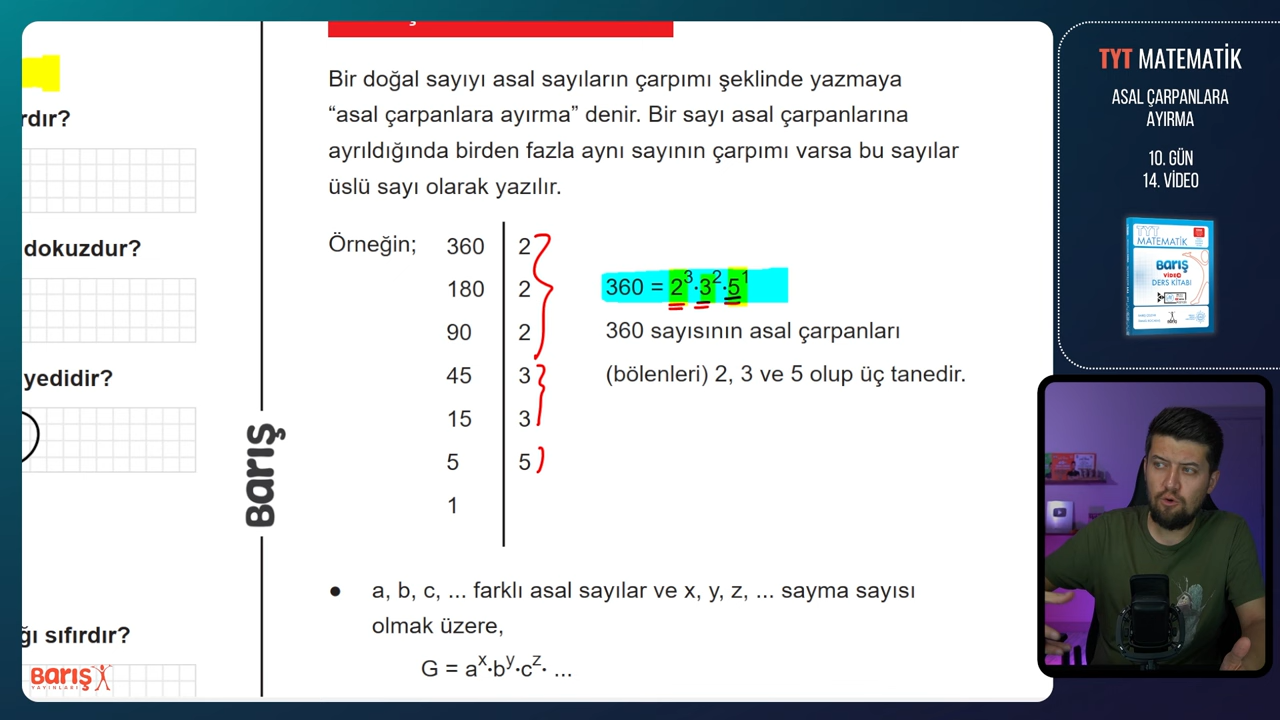 rdır?
dokuzdur?
yedidir?
ğı sıfırdır?
Barış
YAYINLARI
Barış
Bir doğal sayıyı asal sayıların çarpımı şeklinde yazmaya
“asal çarpanlara ayırma” denir. Bir sayı asal çarpanlarına
ayrıldığında birden fazla aynı sayının çarpımı varsa bu sayılar
üslü sayı olarak yazılır.
Örneğin; 360 2
180 2
90 2
45 3
15 3
5 5
1
360 = 2³·3²·5¹
360 sayısının asal çarpanları
(bölenleri) 2, 3 ve 5 olup üç tanedir.
● a, b, c, ... farklı asal sayılar ve x, y, z, ... sayma sayısı
olmak üzere,
G = aˣ·bʸ·cᶻ· ...
TYT MATEMATİK
ASAL ÇARPANLARA
AYIRMA
10. GÜN
14. VİDEO
TYT
MATEMATİK
Barış
VİDEO
DERS KİTABI